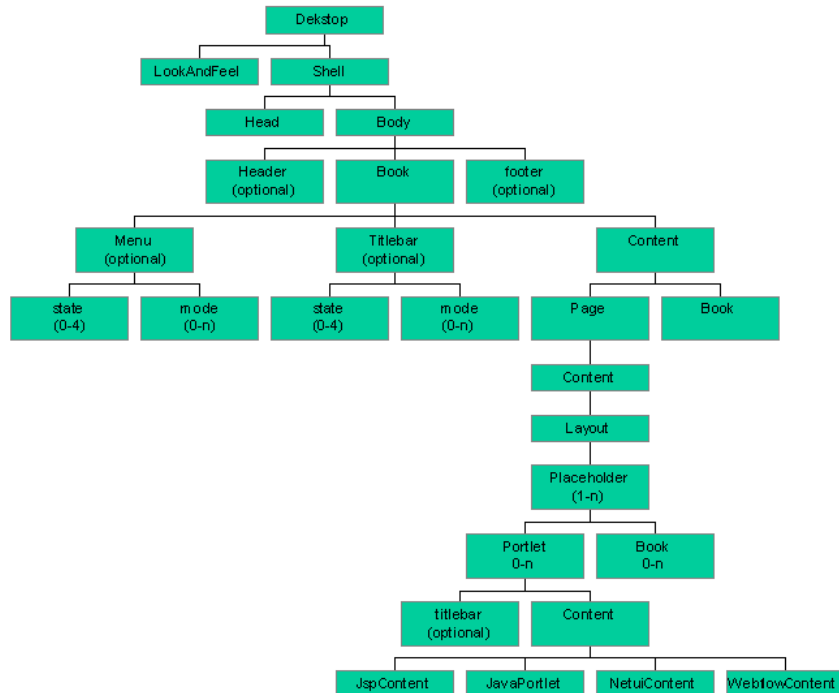 Dekstop
LookAndFeel
Shell
Head
Body
Header
(optional)
Book
footer
(optional)
Menu
(optional)
Titlebar
(optional)
Content
state
(0-4)
mode
(0-n)
state
(0-4)
mode
(0-n)
Page
Book
Content
Layout
Placeholder
(1-n)
Portlet
0-n
Book
0-n
titlebar
(optional)
Content
JspContent
JavaPortlet
NetuiContent
WebflowContent